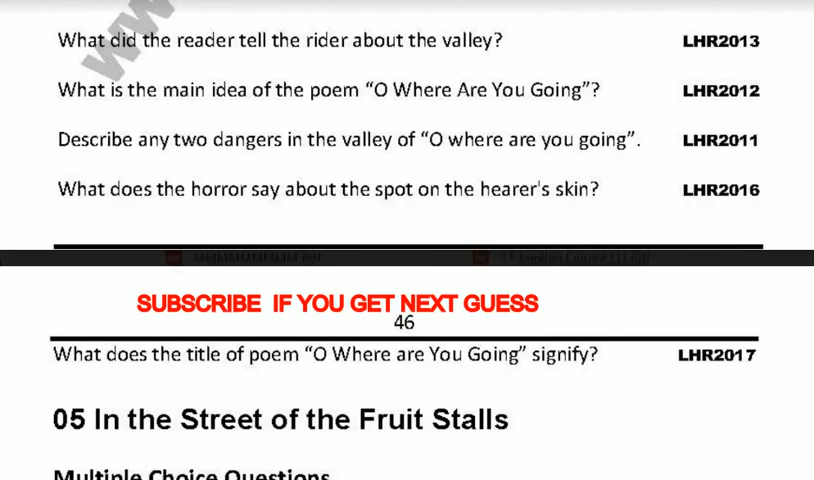 What did the reader tell the rider about the valley? LHR2013
What is the main idea of the poem “O Where Are You Going”? LHR2012
Describe any two dangers in the valley of “O where are you going”. LHR2011
What does the horror say about the spot on the hearer's skin? LHR2016
SUBSCRIBE IF YOU GET NEXT GUESS
46
What does the title of poem “O Where are You Going” signify? LHR2017
05 In the Street of the Fruit Stalls
Multiple Choice Questions